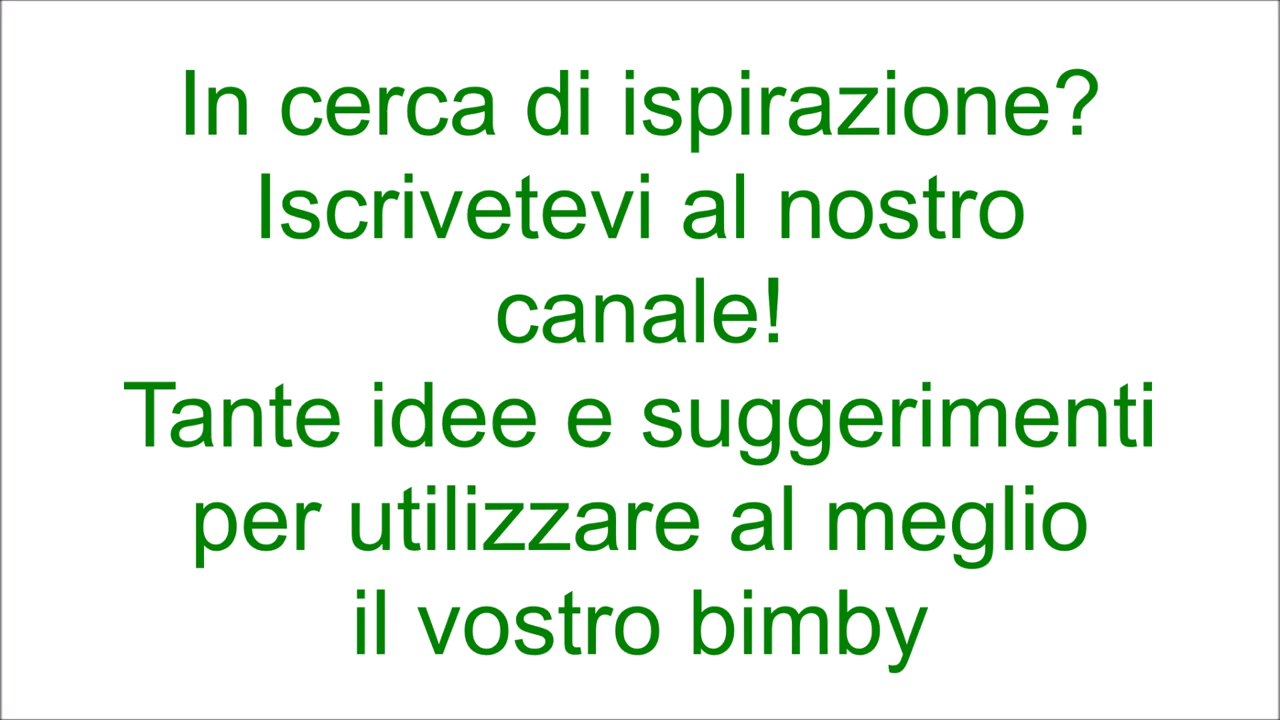 In cerca di ispirazione?
Iscrivetevi al nostro
canale!
Tante idee e suggerimenti
per utilizzare al meglio
il vostro bimby